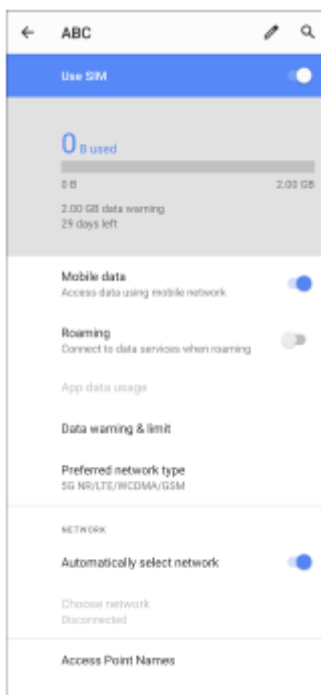 ABC
Use SIM
0 B used
0 B 2.00 GB
2.00 GB data warning
29 days left
Mobile data
Access data using mobile network
Roaming
Connect to data services when roaming
App data usage
Data warning & limit
Preferred network type
5G NR/LTE/WCDMA/GSM
NETWORK
Automatically select network
Choose network
Disconnected
Access Point Names